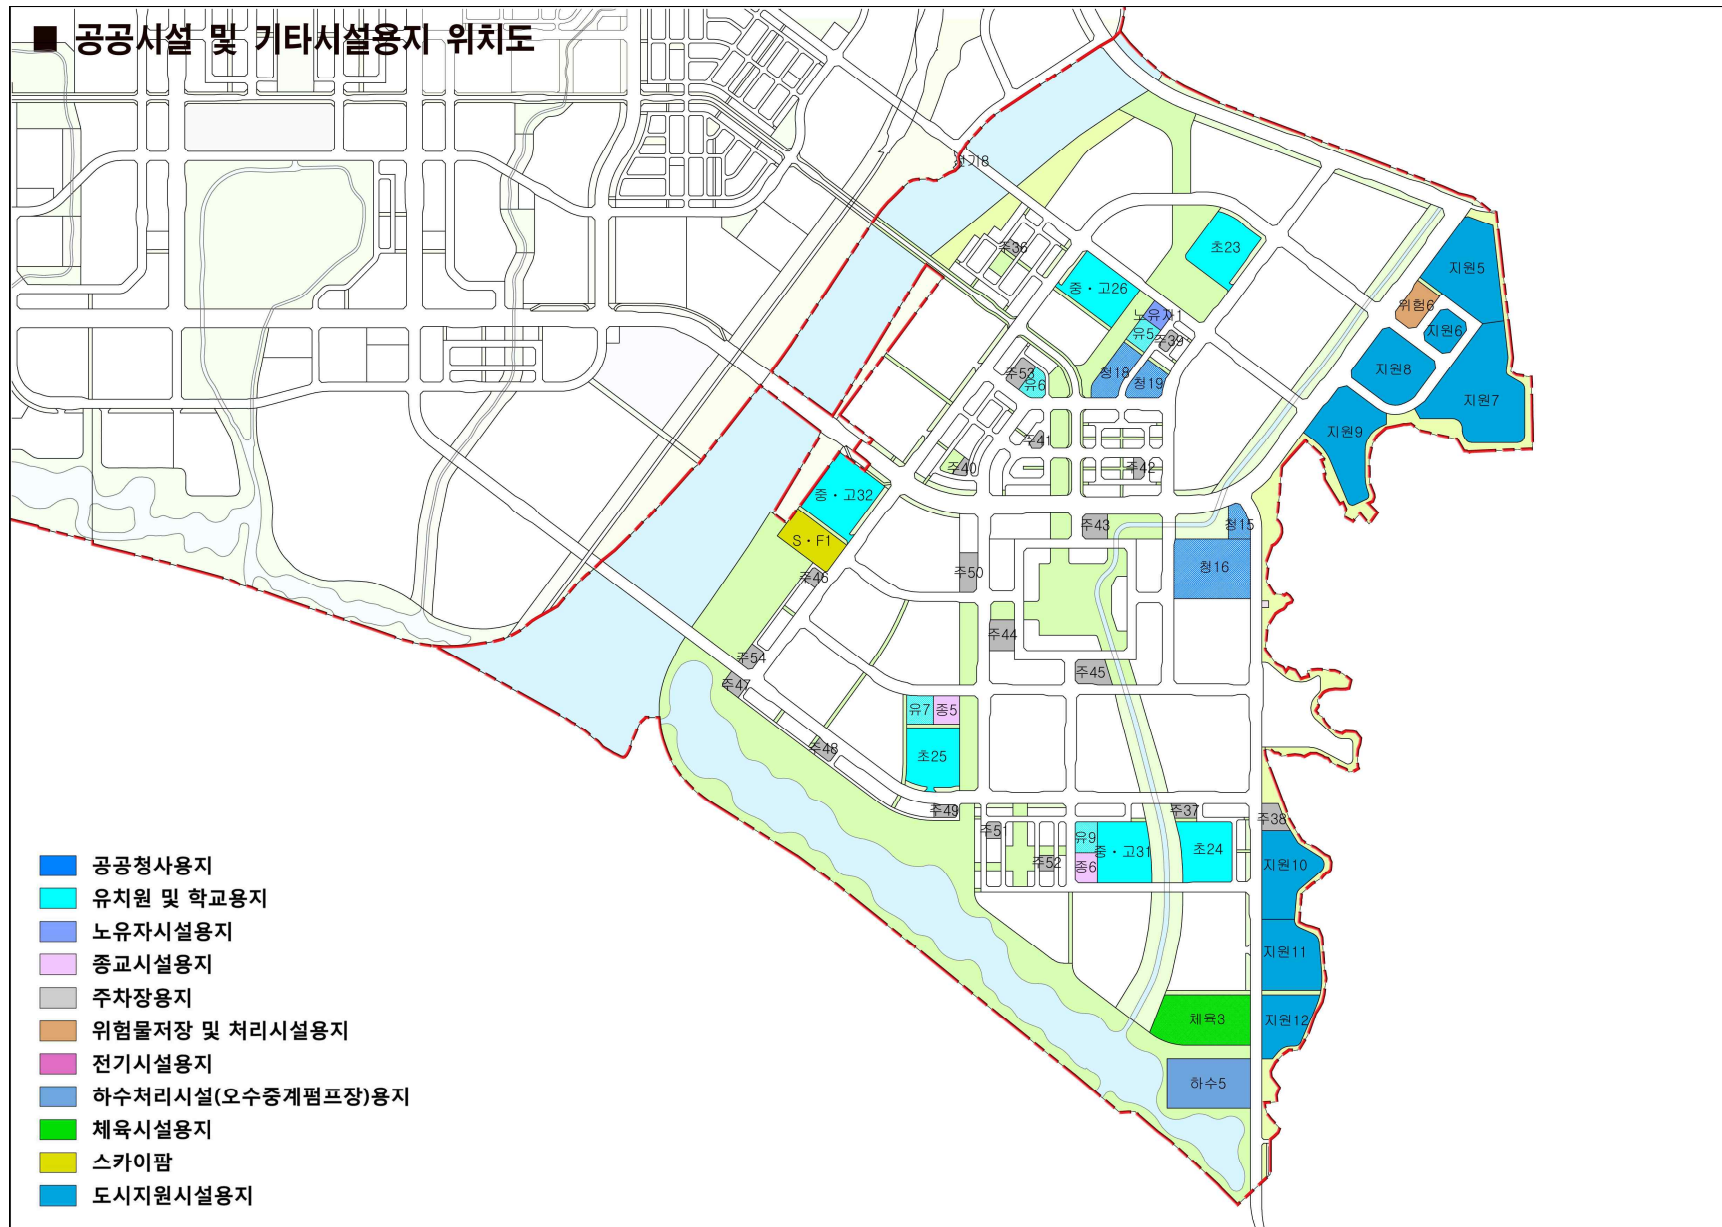 ■ 공공시설 및 기타시설용지 위치도
전기8
주36
초23
중·고26
노유자1
유5
주39
지원5
위험6
지원6
지원8
지원7
지원9
주53
유6
청18
청19
주41
주40
주42
중·고32
S·F1
주46
주43
청15
청16
주50
주44
주45
주54
주47
유7
종5
주48
초25
주49
주51
주52
유9
종6
중·고31
주37
초24
주38
지원10
지원11
체육3
지원12
하수5
공공청사용지
유치원 및 학교용지
노유자시설용지
종교시설용지
주차장용지
위험물저장 및 처리시설용지
전기시설용지
하수처리시설(오수중계펌프장)용지
체육시설용지
스카이팜
도시지원시설용지